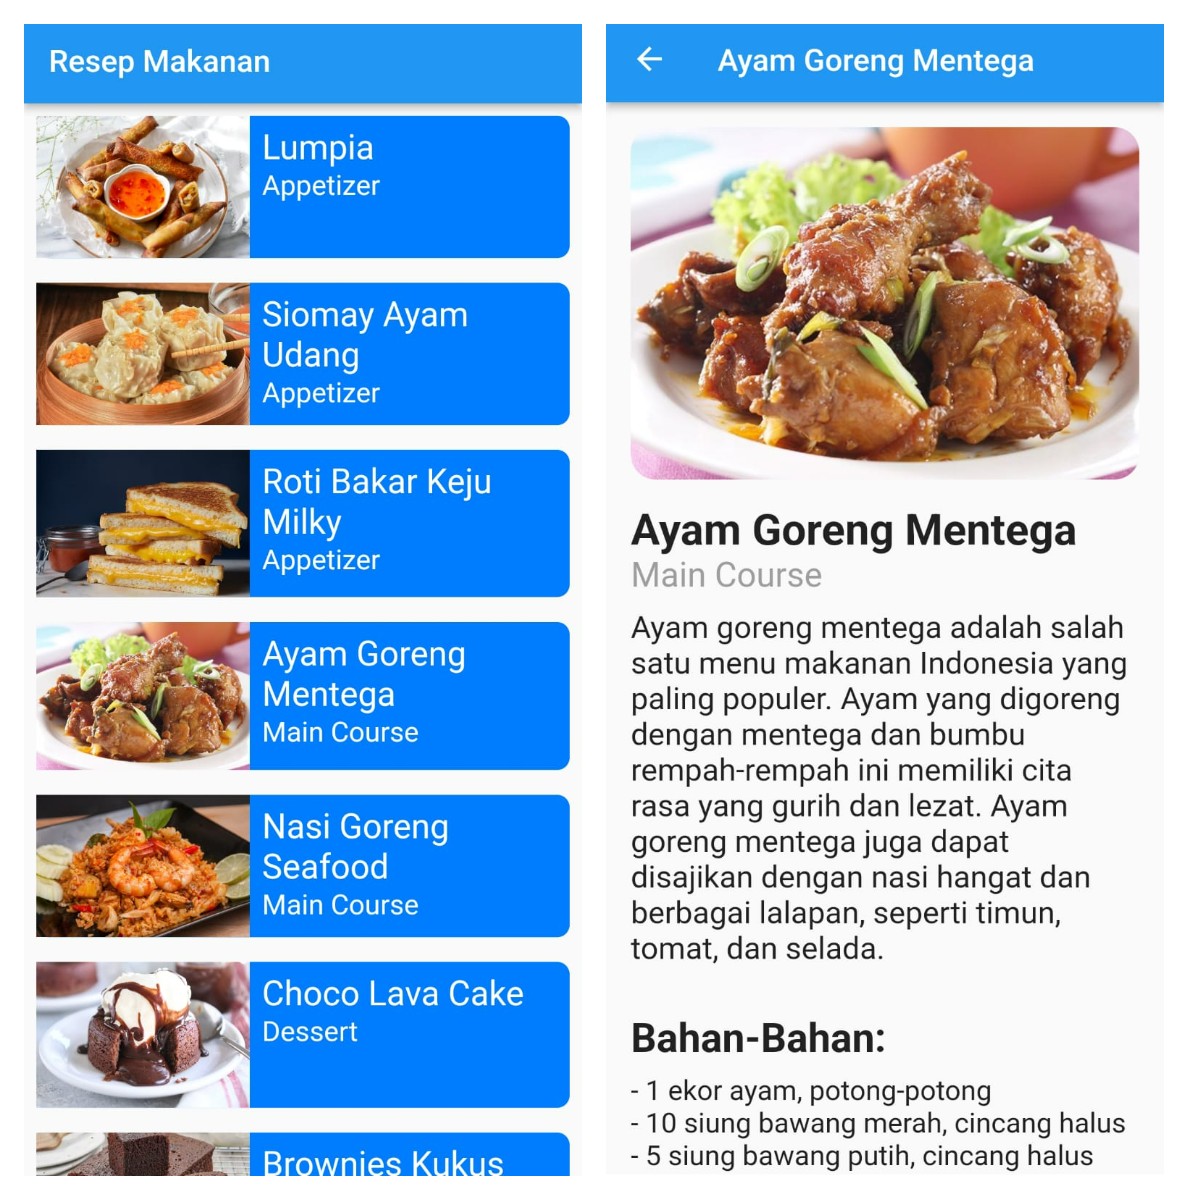 Resep Makanan
Lumpia
Appetizer
Siomay Ayam
Udang
Appetizer
Roti Bakar Keju
Milky
Appetizer
Ayam Goreng
Mentega
Main Course
Nasi Goreng
Seafood
Main Course
Choco Lava Cake
Dessert
Brownies Kukus
Ayam Goreng Mentega
Ayam Goreng Mentega
Main Course
Ayam goreng mentega adalah salah
satu menu makanan Indonesia yang
paling populer. Ayam yang digoreng
dengan mentega dan bumbu
rempah-rempah ini memiliki cita
rasa yang gurih dan lezat. Ayam
goreng mentega juga dapat
disajikan dengan nasi hangat dan
berbagai lalapan, seperti timun,
tomat, dan selada.
Bahan-Bahan:
- 1 ekor ayam, potong-potong
- 10 siung bawang merah, cincang halus
- 5 siung bawang putih, cincang halus